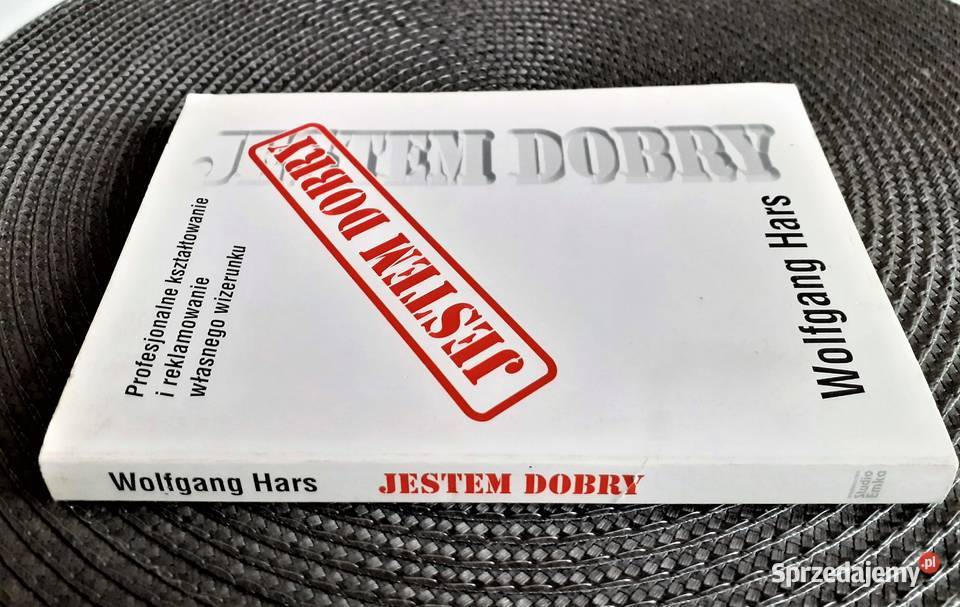 JESTEM DOBRY
JESTEM DOBRY
Profesjonalne kształtowanie
i reklamowanie
własnego wizerunku
Wolfgang Hars
Wolfgang Hars JESTEM DOBRY
Studio
Emka
Sprzedajemy.pl